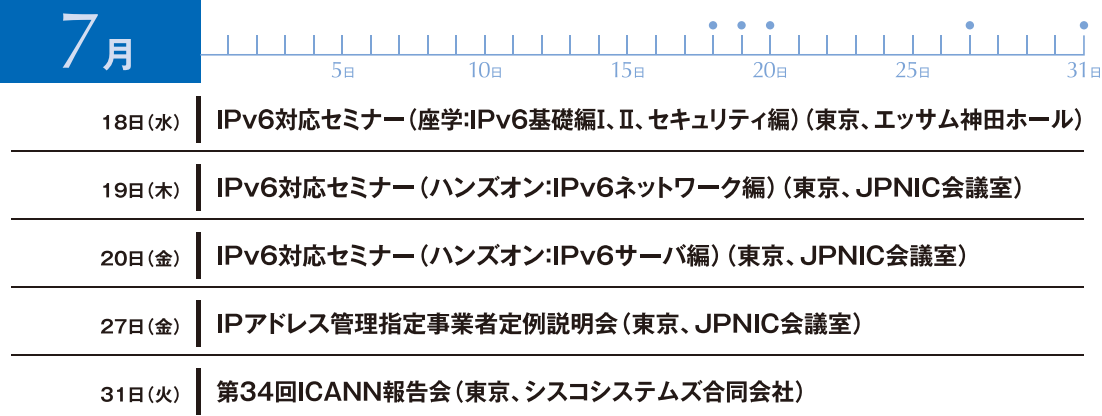 7月
5日 10日 15日 20日 25日 31日
18日(水) IPv6対応セミナー(座学:IPv6基礎編I、II、セキュリティ編)(東京、エッサム神田ホール)
19日(木) IPv6対応セミナー(ハンズオン:IPv6ネットワーク編)(東京、JPNIC会議室)
20日(金) IPv6対応セミナー(ハンズオン:IPv6サーバ編)(東京、JPNIC会議室)
27日(金) IPアドレス管理指定事業者定例説明会(東京、JPNIC会議室)
31日(火) 第34回ICANN報告会(東京、シスコシステムズ合同会社)